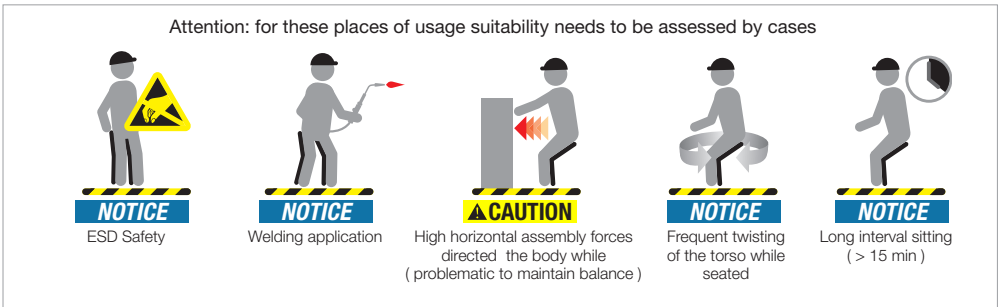 Attention: for these places of usage suitability needs to be assessed by cases
NOTICE
ESD Safety
NOTICE
Welding application
CAUTION
High horizontal assembly forces
directed the body while
( problematic to maintain balance )
NOTICE
Frequent twisting
of the torso while
seated
NOTICE
Long interval sitting
( > 15 min )